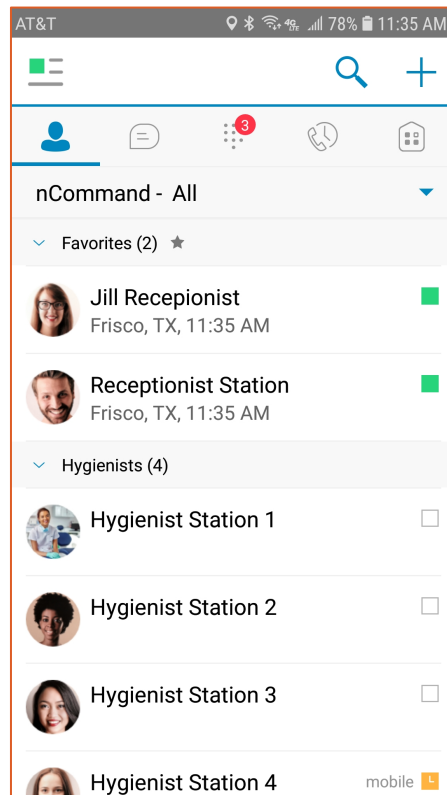 AT&T 4G LTE 78% 11:35 AM
3
nCommand - All
Favorites (2)
Jill Recepionist
Frisco, TX, 11:35 AM
Receptionist Station
Frisco, TX, 11:35 AM
Hygienists (4)
Hygienist Station 1
Hygienist Station 2
Hygienist Station 3
Hygienist Station 4 mobile